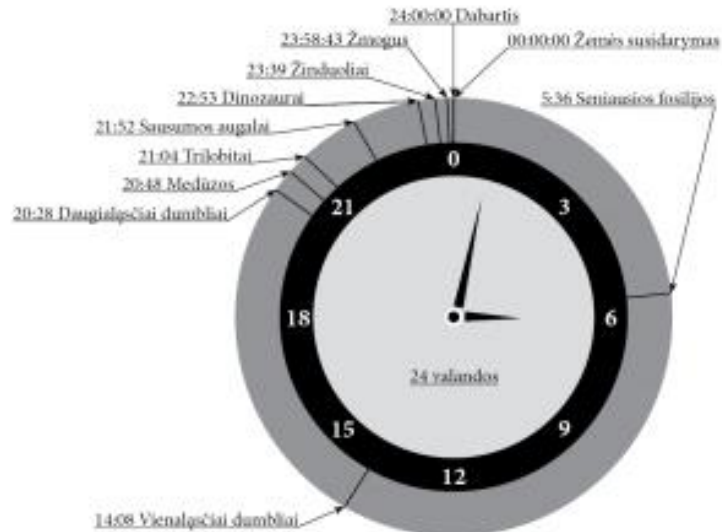 24:00:00 Dabartis
23:58:43 Žmogus
00:00:00 Žemės susidarymas
23:39 Žinduoliai
22:53 Dinozaurai
5:36 Seniausios fosilijos
21:52 Sausumos augalai
21:04 Trilobitai
20:48 Medūzos
20:28 Daugialąsčiai dumbliai
0
3
6
9
12
15
18
21
24 valandos
14:08 Vienaląsčiai dumbliai